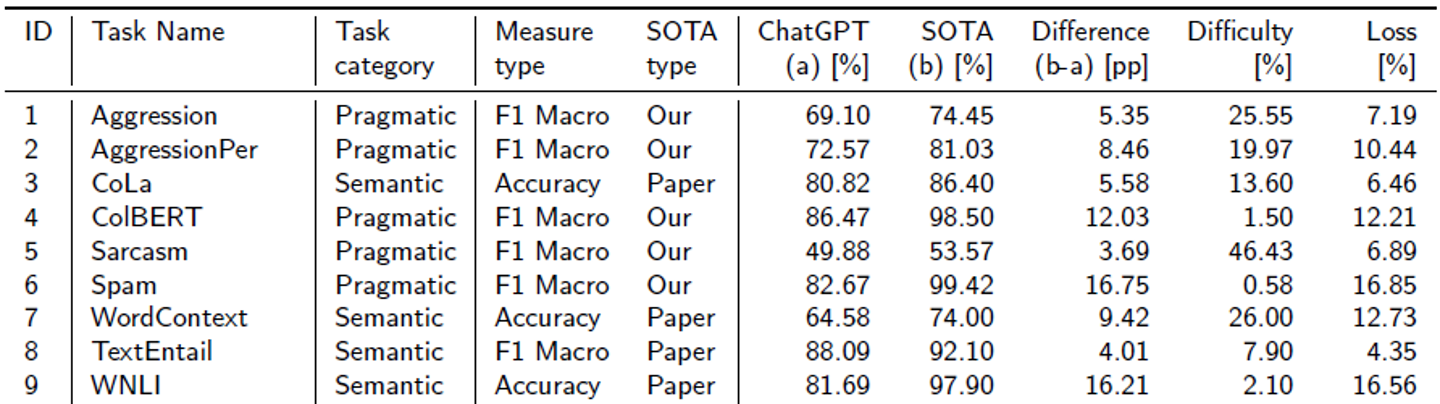 ID Task Name Task Measure SOTA ChatGPT SOTA Difference Difficulty Loss
category type type (a) [%] (b) [%] (b-a) [pp] [%] [%]
1 Aggression Pragmatic F1 Macro Our 69.10 74.45 5.35 25.55 7.19
2 AggressionPer Pragmatic F1 Macro Our 72.57 81.03 8.46 19.97 10.44
3 CoLa Semantic Accuracy Paper 80.82 86.40 5.58 13.60 6.46
4 ColBERT Pragmatic F1 Macro Our 86.47 98.50 12.03 1.50 12.21
5 Sarcasm Pragmatic F1 Macro Our 49.88 53.57 3.69 46.43 6.89
6 Spam Pragmatic F1 Macro Our 82.67 99.42 16.75 0.58 16.85
7 WordContext Semantic Accuracy Paper 64.58 74.00 9.42 26.00 12.73
8 TextEntail Semantic F1 Macro Paper 88.09 92.10 4.01 7.90 4.35
9 WNLI Semantic Accuracy Paper 81.69 97.90 16.21 2.10 16.56